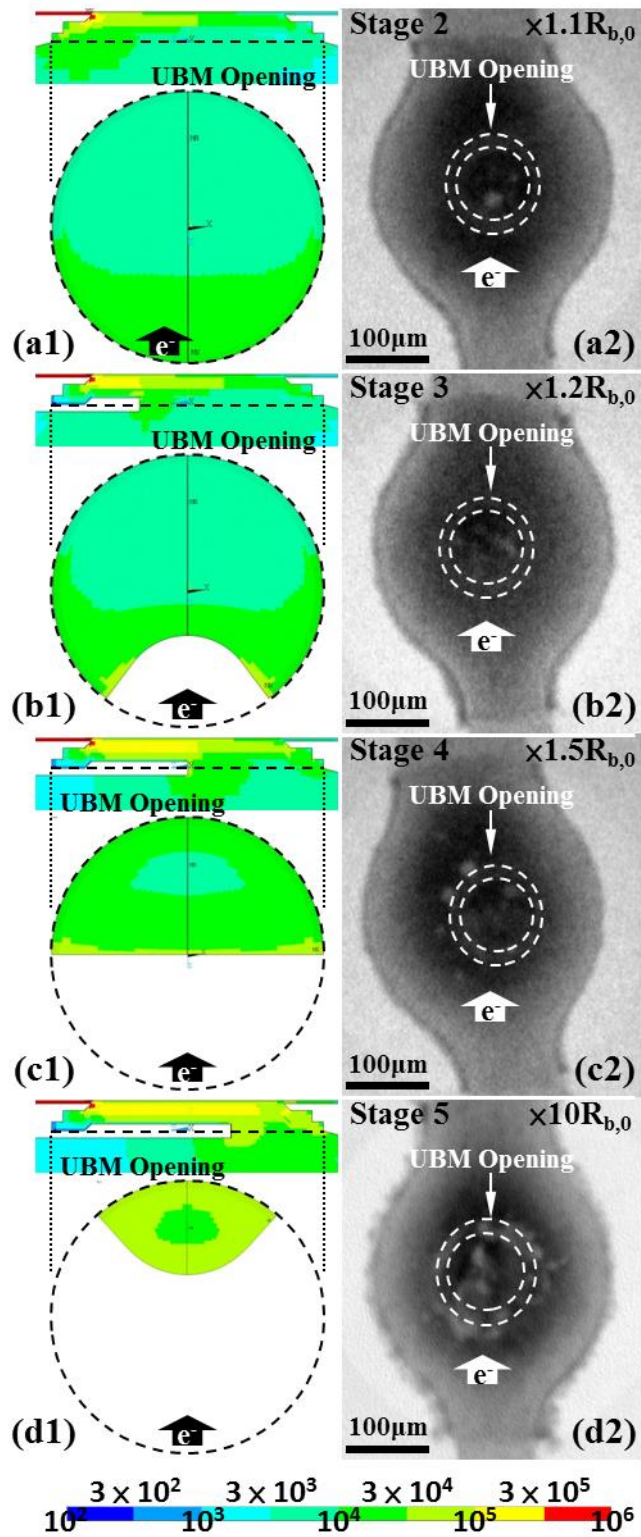 Stage 2 ×1.1R_b,0
UBM Opening
UBM Opening
e⁻
e⁻
100μm
(a1)
(a2)
Stage 3 ×1.2R_b,0
UBM Opening
UBM Opening
e⁻
e⁻
100μm
(b1)
(b2)
Stage 4 ×1.5R_b,0
UBM Opening
UBM Opening
e⁻
e⁻
100μm
(c1)
(c2)
Stage 5 ×10R_b,0
UBM Opening
UBM Opening
e⁻
e⁻
100μm
(d1)
(d2)
3 × 10² 3 × 10³ 3 × 10⁴ 3 × 10⁵
10² 10³ 10⁴ 10⁵ 10⁶